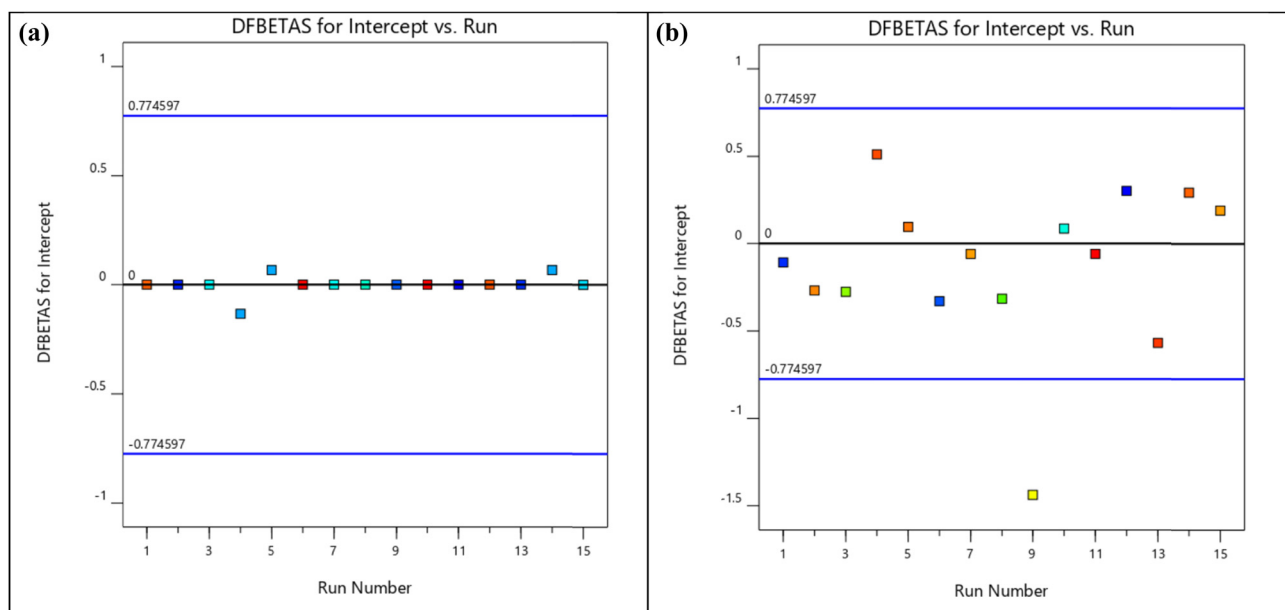 (a)
DFBETAS for Intercept vs. Run
DFBETAS for Intercept
1
0.774597
0.5
0
0
-0.5
-0.774597
-1
1 3 5 7 9 11 13 15
Run Number
(b)
DFBETAS for Intercept vs. Run
DFBETAS for Intercept
1
0.774597
0.5
0
0
-0.5
-0.774597
-1
-1.5
1 3 5 7 9 11 13 15
Run Number